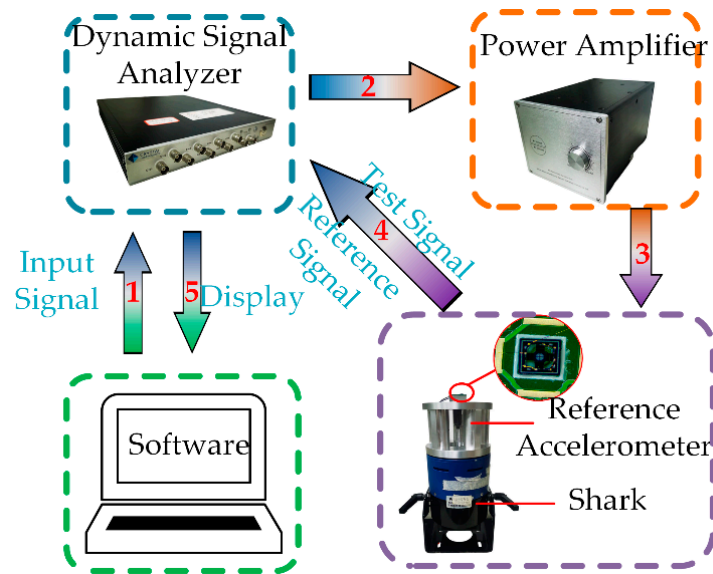 Dynamic Signal
Analyzer
Power Amplifier
2
Test Signal
4
Reference
Signal
3
Input
Signal
1
5
Display
Software
Reference
Accelerometer
Shark